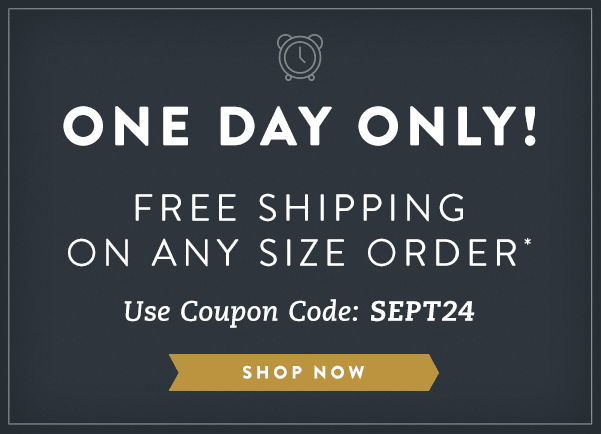 ONE DAY ONLY!
FREE SHIPPING
ON ANY SIZE ORDER*
Use Coupon Code: SEPT24
SHOP NOW